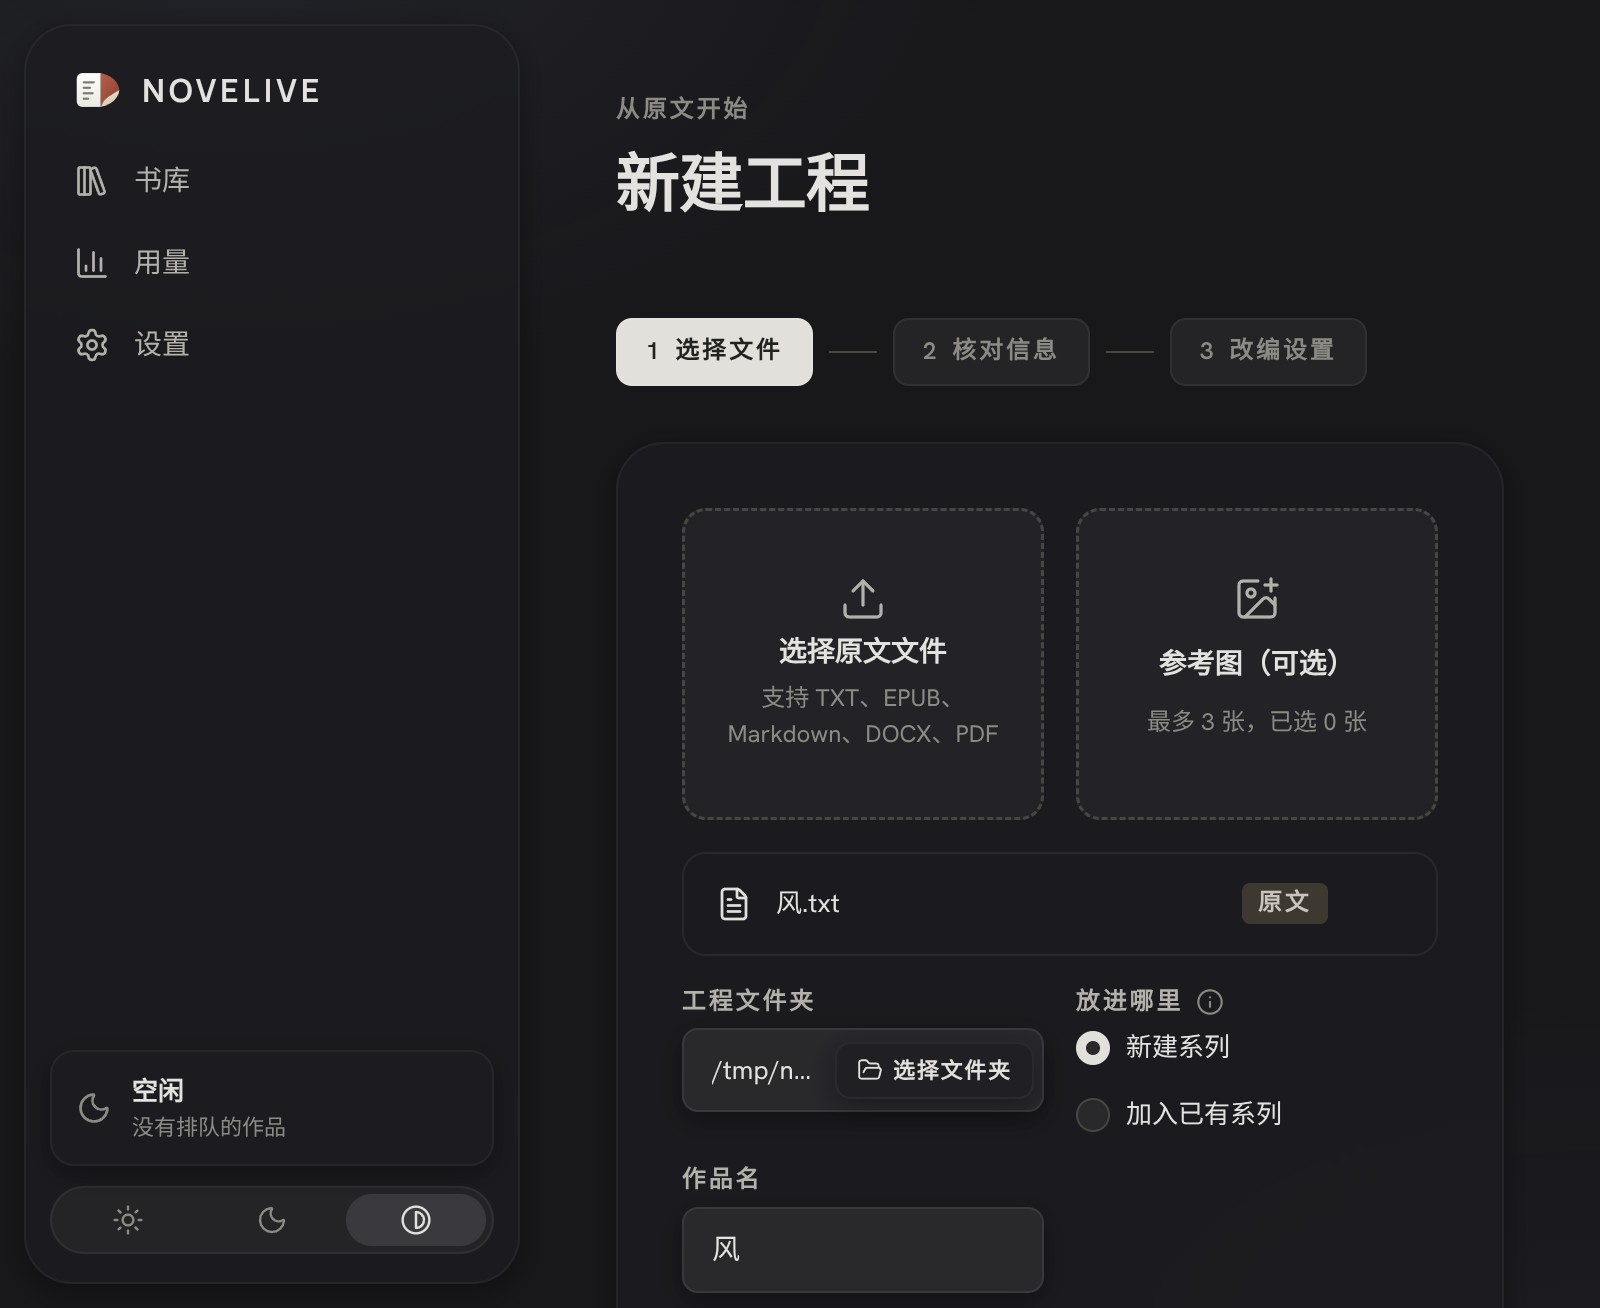 NOVELIVE
书库
用量
设置
空闲
没有排队的作品
从原文开始
新建工程
1 选择文件
2 核对信息
3 改编设置
选择原文文件
支持 TXT、EPUB、
Markdown、DOCX、PDF
参考图（可选）
最多 3 张，已选 0 张
风.txt
原文
工程文件夹
/tmp/n...
选择文件夹
放进哪里
新建系列
加入已有系列
作品名
风